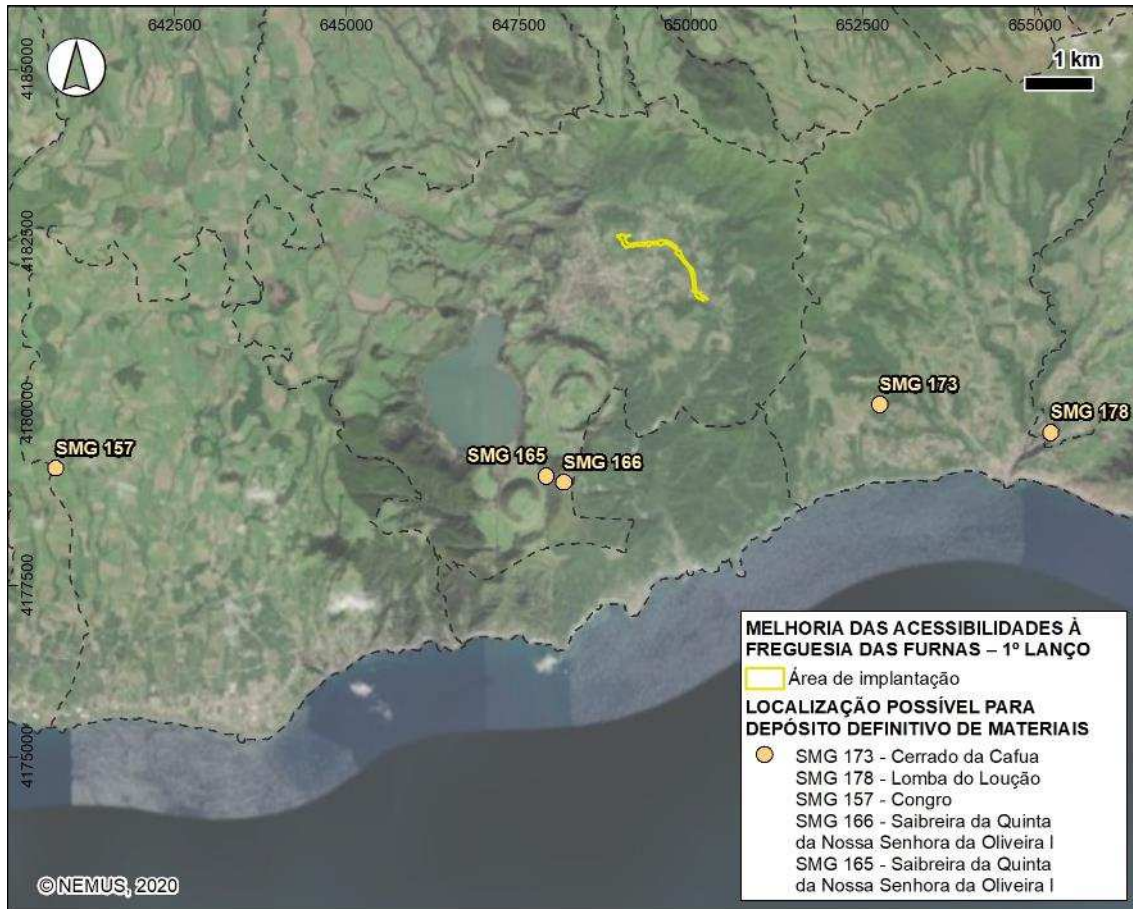 642500 645000 647500 650000 652500 655000
1 km
4185000
4182500
4180000
4177500
4175000
SMG 173
SMG 178
SMG 157
SMG 165
SMG 166
MELHORIA DAS ACESSIBILIDADES À
FREGUESIA DAS FURNAS – 1º LANÇO
Área de implantação
LOCALIZAÇÃO POSSÍVEL PARA
DEPÓSITO DEFINITIVO DE MATERIAIS
SMG 173 - Cerrado da Cafua
SMG 178 - Lomba do Loução
SMG 157 - Congro
SMG 166 - Saibreira da Quinta
da Nossa Senhora da Oliveira I
SMG 165 - Saibreira da Quinta
da Nossa Senhora da Oliveira I
© NEMUS, 2020